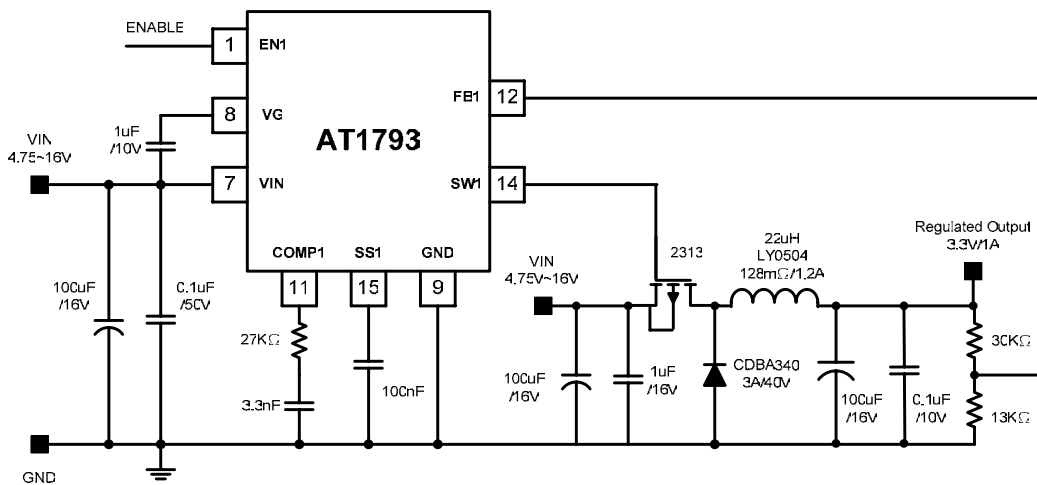 ENABLE
1
EN1
8
VG
1uF
/10V
VIN
4.75~16V
7
VIN
AT1793
FB1
12
SW1
14
COMP1
SS1
GND
11
15
9
100uF
/16V
0.1uF
/50V
27KΩ
3.3nF
100nF
GND
VIN
4.75V~16V
2313
22uH
LY0504
128mΩ/1.2A
Regulated Output
3.3V/1A
100uF
/16V
1uF
/16V
CDBA340
3A/40V
100uF
/16V
0.1uF
/10V
30KΩ
13KΩ